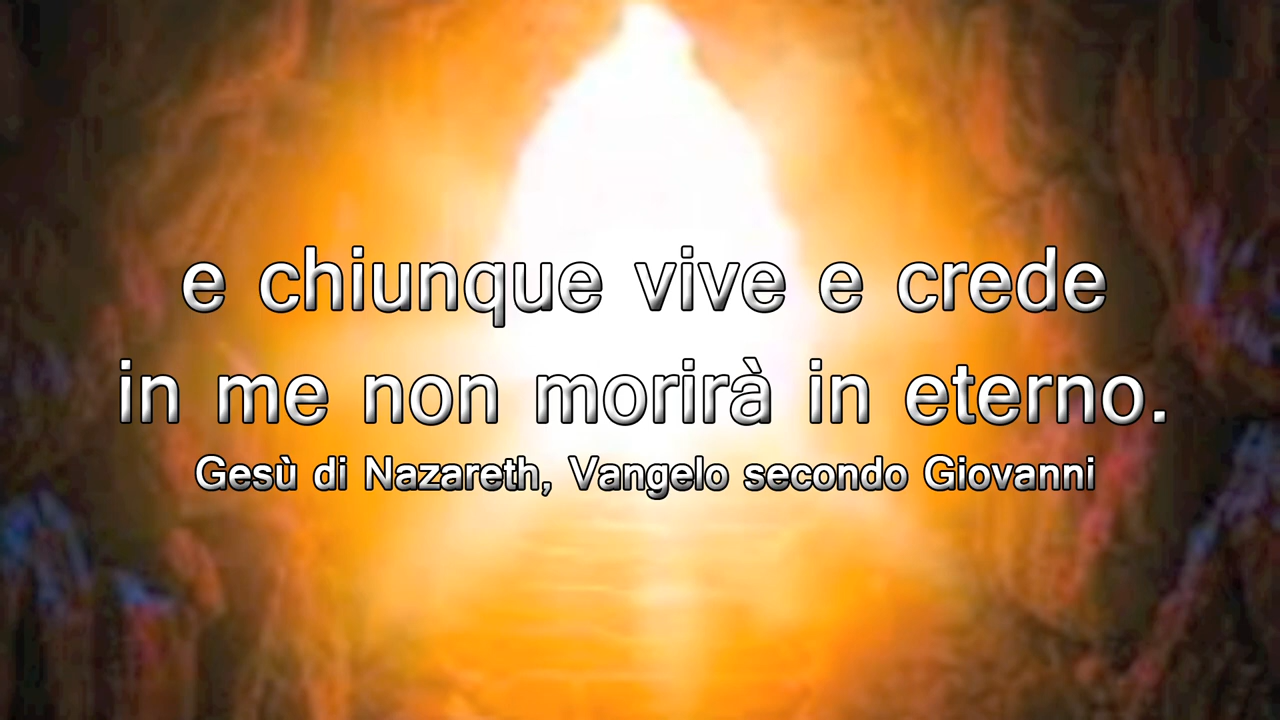 e chiunque vive e crede
in me non morirà in eterno.
Gesù di Nazareth, Vangelo secondo Giovanni